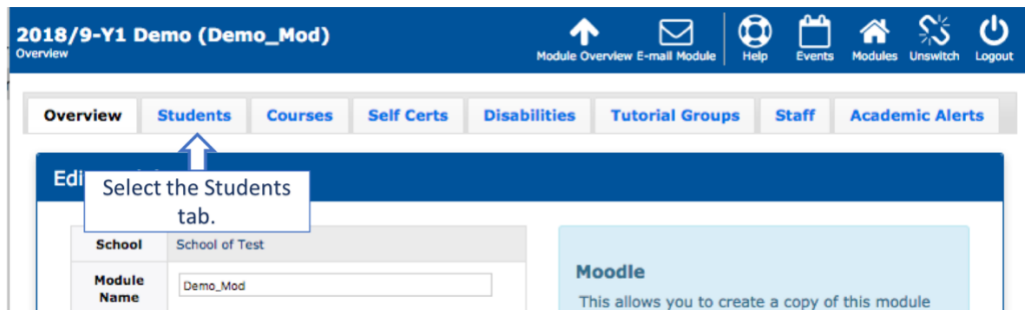 2018/9-Y1 Demo (Demo_Mod)
Overview
Module Overview E-mail Module Help Events Modules Unswitch Logout
Overview Students Courses Self Certs Disabilities Tutorial Groups Staff Academic Alerts
Edi
Select the Students
tab.
School School of Test
Module
Name
Demo_Mod
Moodle
This allows you to create a copy of this module